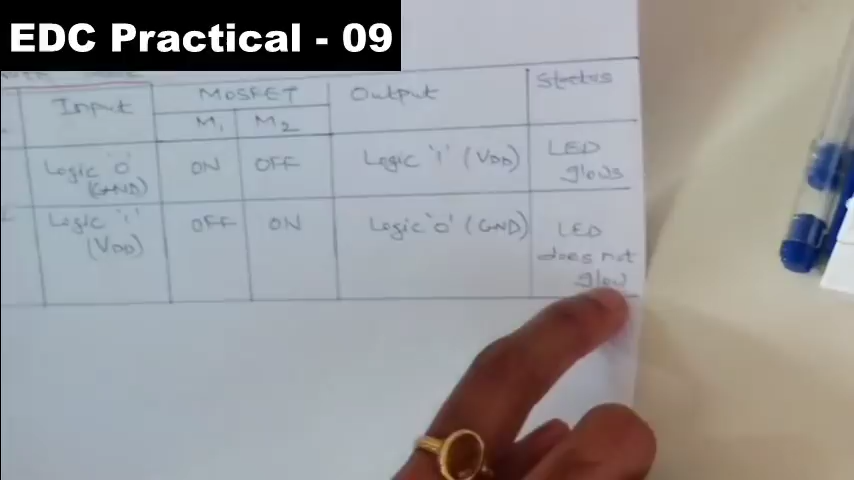 EDC Practical - 09
Input MOSFET Output Status
M1 M2
Logic '0' (GND) ON OFF Logic '1' (VDD) LED glows
Logic '1' (VDD) OFF ON Logic '0' (GND) LED does not glow